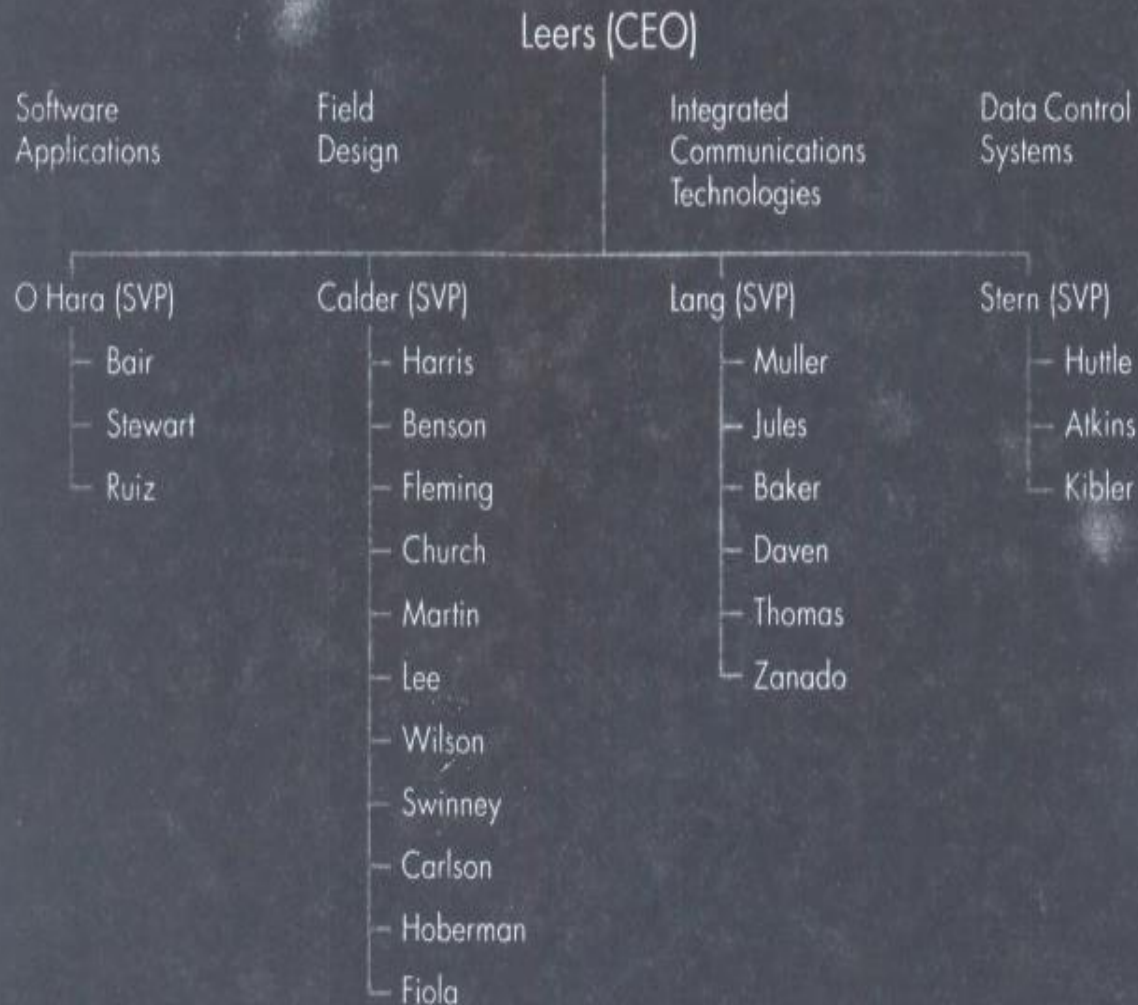 Leers (CEO)
Software
Applications
Field
Design
Integrated
Communications
Technologies
Data Control
Systems
O Hara (SVP)
Bair
Stewart
Ruiz
Calder (SVP)
Harris
Benson
Fleming
Church
Martin
Lee
Wilson
Swinney
Carlson
Hoberman
Fiola
Lang (SVP)
Muller
Jules
Baker
Daven
Thomas
Zanado
Stern (SVP)
Huttle
Atkins
Kibler